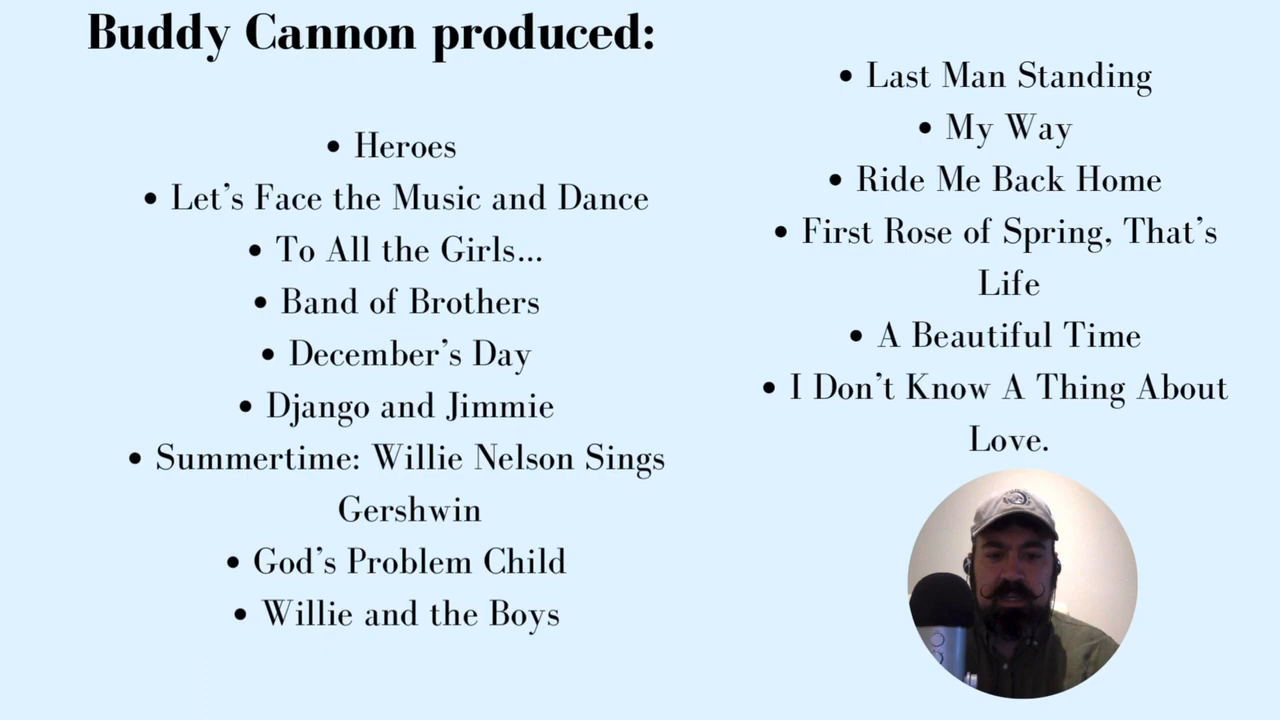 Buddy Cannon produced:
• Heroes
• Let’s Face the Music and Dance
• To All the Girls...
• Band of Brothers
• December’s Day
• Django and Jimmie
• Summertime: Willie Nelson Sings
Gershwin
• God’s Problem Child
• Willie and the Boys
• Last Man Standing
• My Way
• Ride Me Back Home
• First Rose of Spring, That’s
Life
• A Beautiful Time
• I Don’t Know A Thing About
Love.